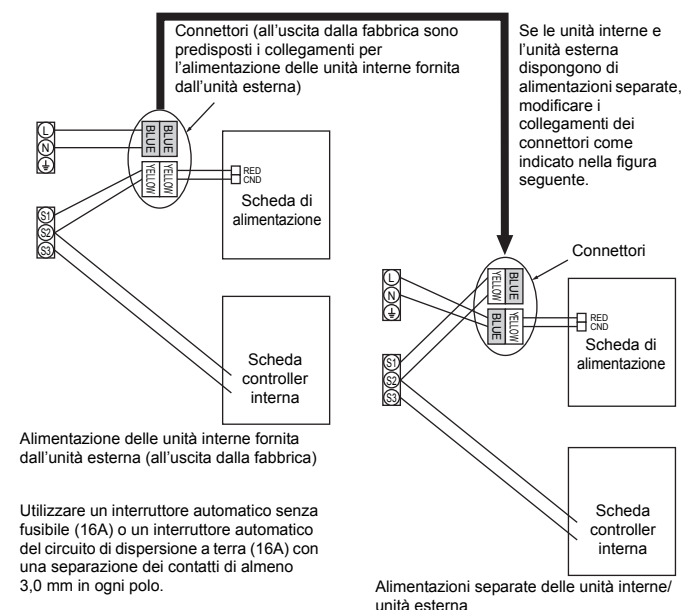 Connettori (all'uscita dalla fabbrica sono
predisposti i collegamenti per
l'alimentazione delle unità interne fornita
dall'unità esterna)
Se le unità interne e
l'unità esterna
dispongono di
alimentazioni separate,
modificare i
collegamenti dei
connettori come
indicato nella figura
seguente.
L
N
BLUE
BLUE
YELLOW
YELLOW
RED
CND
Scheda di
alimentazione
S1
S2
S3
Scheda
controller
interna
Alimentazione delle unità interne fornita
dall'unità esterna (all'uscita dalla fabbrica)
Utilizzare un interruttore automatico senza
fusibile (16A) o un interruttore automatico
del circuito di dispersione a terra (16A) con
una separazione dei contatti di almeno
3,0 mm in ogni polo.
Connettori
L
N
YELLOW
BLUE
BLUE
YELLOW
RED
CND
Scheda di
alimentazione
S1
S2
S3
Scheda
controller
interna
Alimentazioni separate delle unità interne/
unità esterna